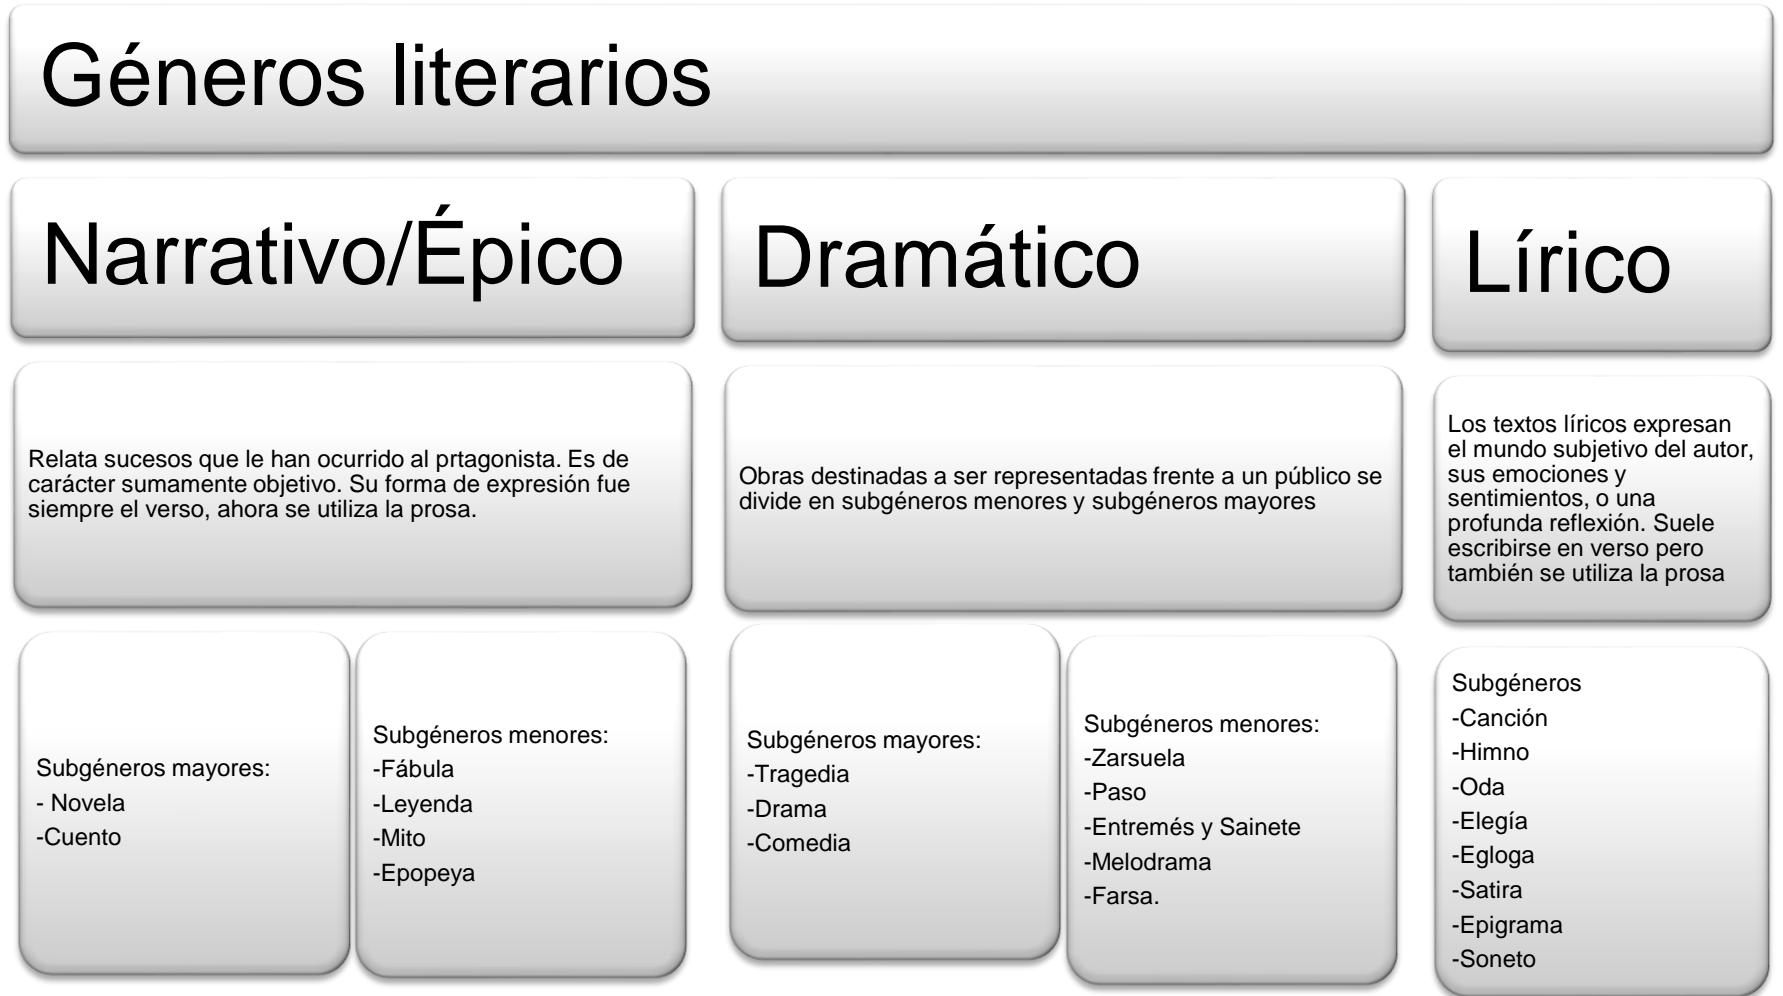 Géneros literarios
Narrativo/Épico
Dramático
Lírico
Relata sucesos que le han ocurrido al prtagonista. Es de
carácter sumamente objetivo. Su forma de expresión fue
siempre el verso, ahora se utiliza la prosa.
Obras destinadas a ser representadas frente a un público se
divide en subgéneros menores y subgéneros mayores
Los textos líricos expresan
el mundo subjetivo del autor,
sus emociones y
sentimientos, o una
profunda reflexión. Suele
escribirse en verso pero
también se utiliza la prosa
Subgéneros mayores:
- Novela
-Cuento
Subgéneros menores:
-Fábula
-Leyenda
-Mito
-Epopeya
Subgéneros mayores:
-Tragedia
-Drama
-Comedia
Subgéneros menores:
-Zarsuela
-Paso
-Entremés y Sainete
-Melodrama
-Farsa.
Subgéneros
-Canción
-Himno
-Oda
-Elegía
-Egloga
-Satira
-Epigrama
-Soneto